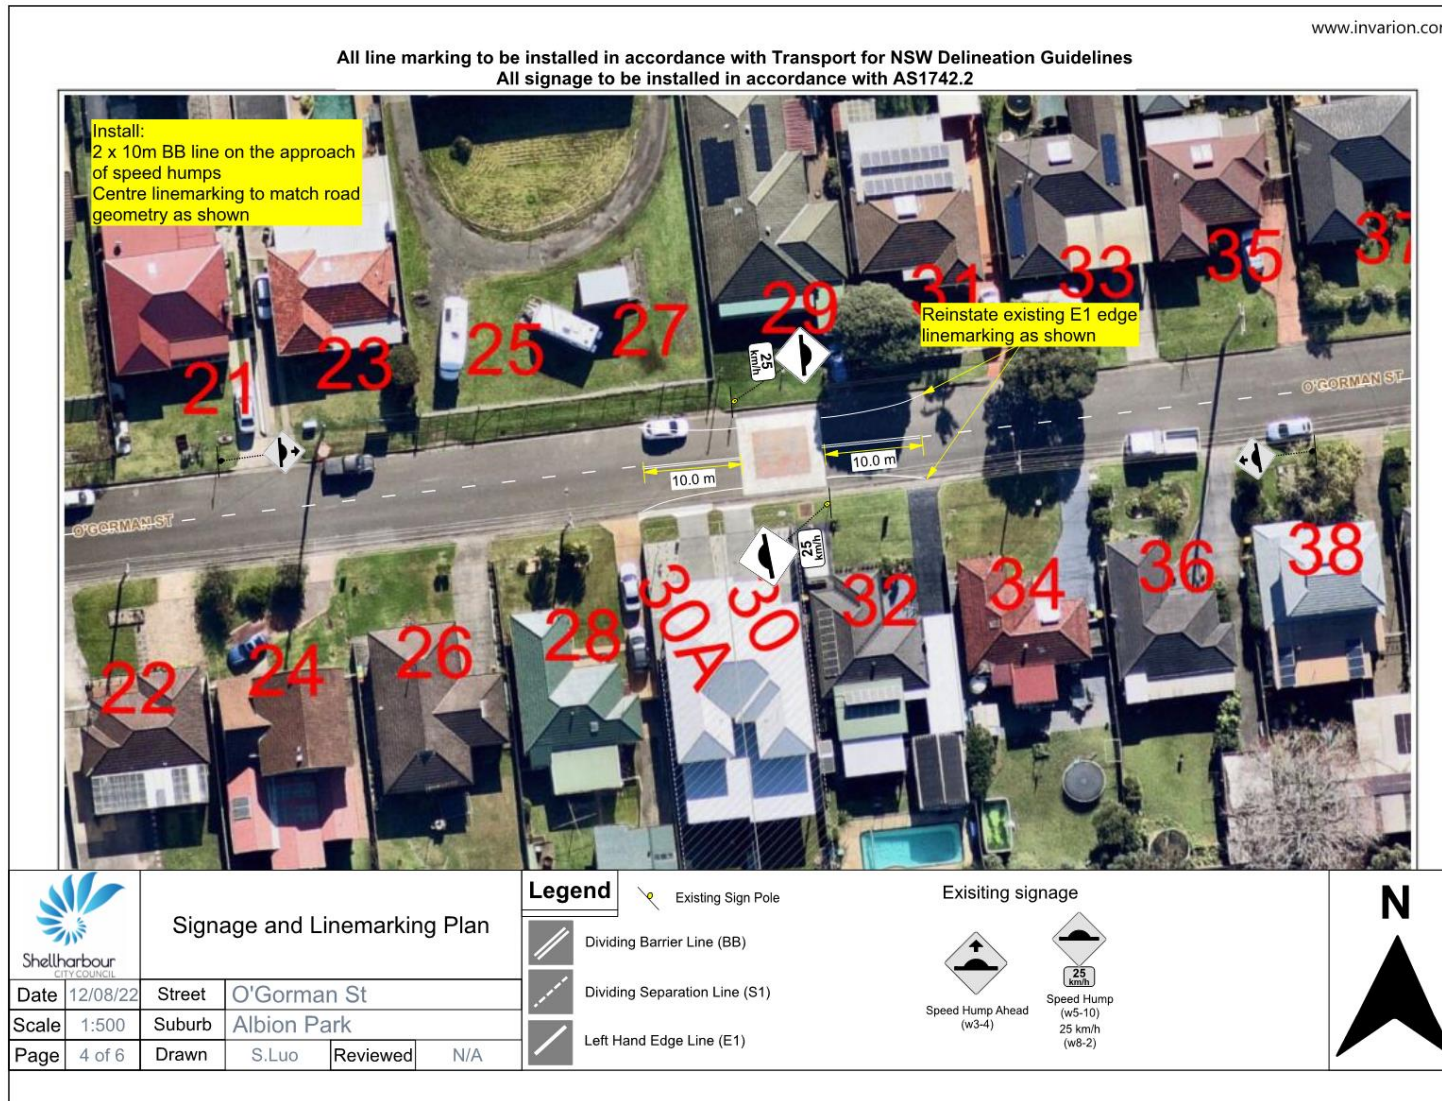 www.invarion.com
All line marking to be installed in accordance with Transport for NSW Delineation Guidelines
All signage to be installed in accordance with AS1742.2
Install:
2 x 10m BB line on the approach
of speed humps
Centre linemarking to match road
geometry as shown
21
23
25
27
29
31
33
35
37
Reinstate existing E1 edge
linemarking as shown
25
km/h
O'GORMAN ST
10.0 m
10.0 m
O'GORMAN ST
25
km/h
22
24
26
28
30A
30
32
34
36
38
Shellharbour
CITY COUNCIL
Signage and Linemarking Plan
Date 12/08/22 Street O'Gorman St
Scale 1:500 Suburb Albion Park
Page 4 of 6 Drawn S.Luo Reviewed N/A
Legend
Existing Sign Pole
Dividing Barrier Line (BB)
Dividing Separation Line (S1)
Left Hand Edge Line (E1)
Exisiting signage
Speed Hump Ahead
(w3-4)
25
km/h
Speed Hump
(w5-10)
25 km/h
(w8-2)
N